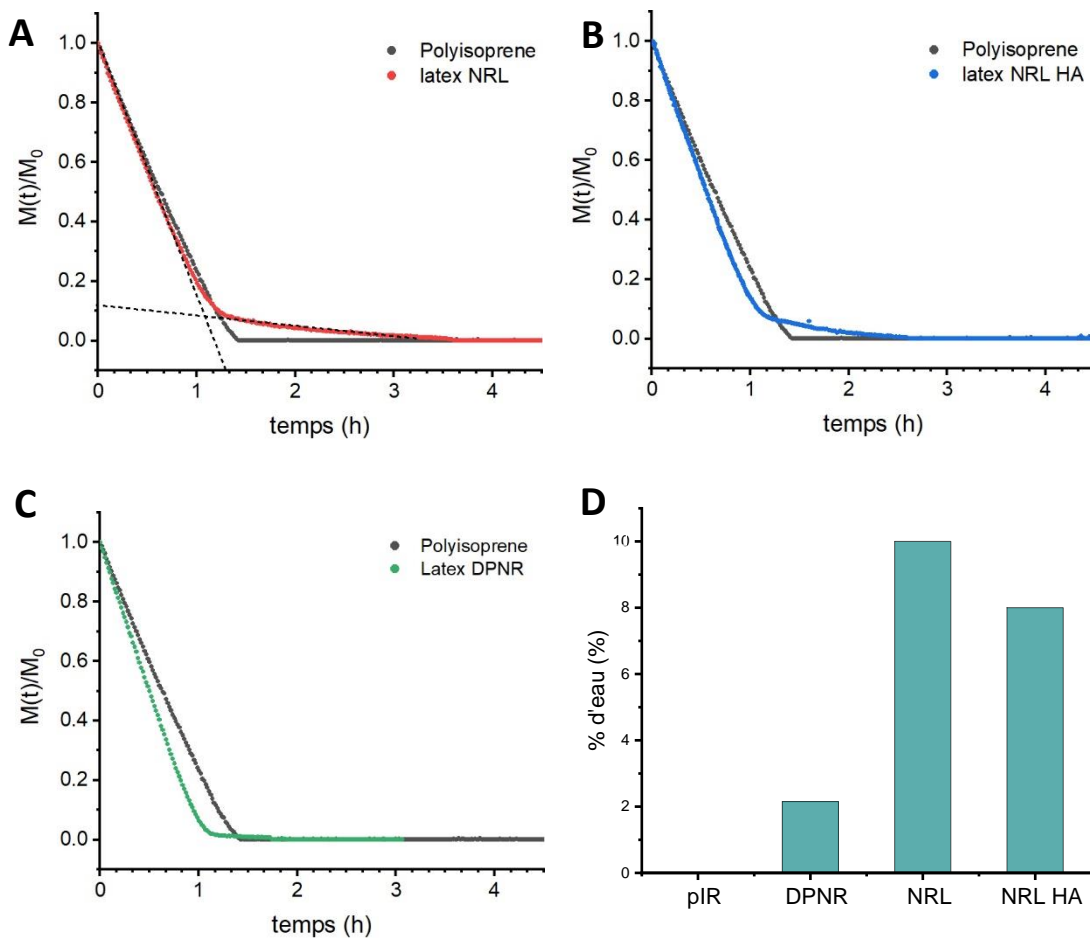 A
Polyisoprene
latex NRL
1.0
0.8
0.6
0.4
0.2
0.0
M(t)/M₀
0 1 2 3 4
temps (h)
B
Polyisoprene
latex NRL HA
1.0
0.8
0.6
0.4
0.2
0.0
M(t)/M₀
0 1 2 3 4
temps (h)
C
Polyisoprene
Latex DPNR
1.0
0.8
0.6
0.4
0.2
0.0
M(t)/M₀
0 1 2 3 4
temps (h)
D
10
8
6
4
2
0
% d'eau (%)
pIR DPNR NRL NRL HA